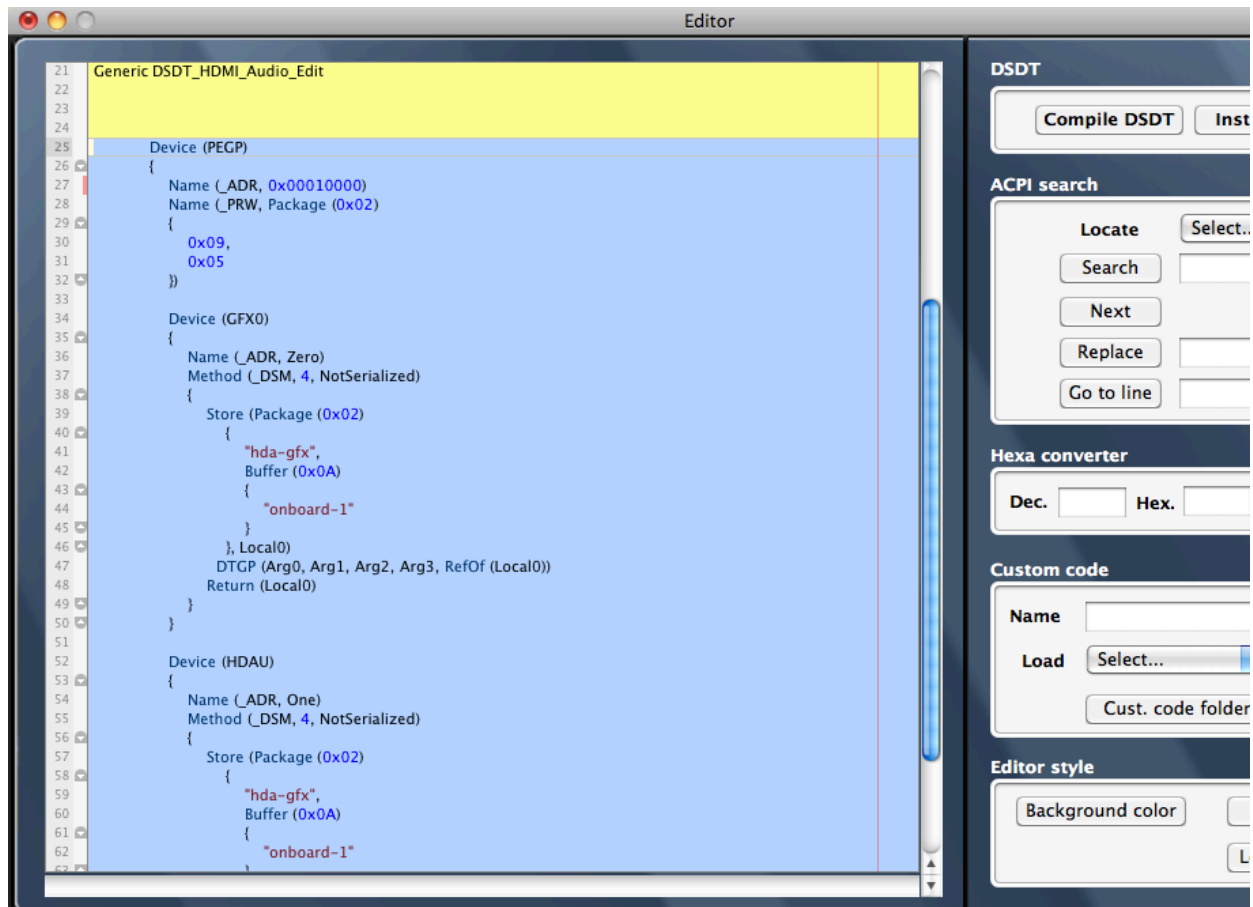 Editor
21 Generic DSDT_HDMI_Audio_Edit
22
23
24
25 Device (PEGP)
26 {
27 Name (_ADR, 0x00010000)
28 Name (_PRW, Package (0x02)
29 {
30 0x09,
31 0x05
32 })
33
34 Device (GFX0)
35 {
36 Name (_ADR, Zero)
37 Method (_DSM, 4, NotSerialized)
38 {
39 Store (Package (0x02)
40 {
41 "hda-gfx",
42 Buffer (0x0A)
43 {
44 "onboard-1"
45 }
46 }, Local0)
47 DTGP (Arg0, Arg1, Arg2, Arg3, RefOf (Local0))
48 Return (Local0)
49 }
50 }
51
52 Device (HDAU)
53 {
54 Name (_ADR, One)
55 Method (_DSM, 4, NotSerialized)
56 {
57 Store (Package (0x02)
58 {
59 "hda-gfx",
60 Buffer (0x0A)
61 {
62 "onboard-1"
63 }
DSDT
Compile DSDT Inst
ACPI search
Locate Select...
Search
Next
Replace
Go to line
Hexa converter
Dec. Hex.
Custom code
Name
Load Select...
Cust. code folder
Editor style
Background color
L